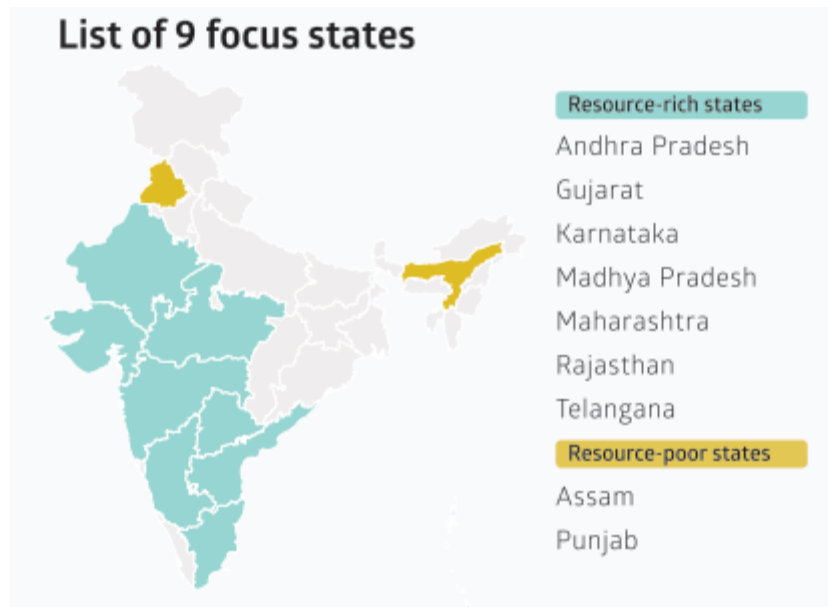 List of 9 focus states
Resource-rich states
Andhra Pradesh
Gujarat
Karnataka
Madhya Pradesh
Maharashtra
Rajasthan
Telangana
Resource-poor states
Assam
Punjab